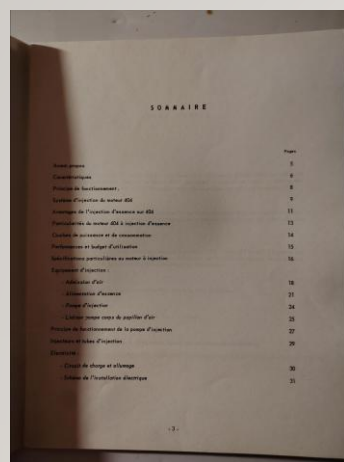 SOMMAIRE
Pages
Avant propos 5
Caractéristiques 6
Principe de fonctionnement. 8
Système d'injection du moteur 404 9
Avantages de l'injection d'essence sur 404 11
Particularités du moteur 404 à injection d'essence 13
Courbes de puissance et de consommation 14
Performances et budget d'utilisation 15
Spécifications particulières au moteur à injection 16
Equipement d'injection :
- Admission d'air 18
- Alimentation d'essence 21
- Pompe d'injection 24
- Liaison pompe corps du papillon d'air 25
Principe de fonctionnement de la pompe d'injection 27
Injecteurs et tubes d'injection 29
Electricité :
- Circuit de charge et allumage 30
- Schéma de l'installation électrique 31
- 3 -